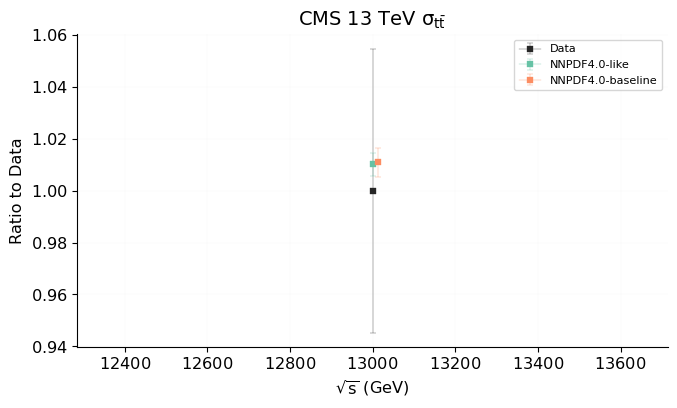 CMS 13 TeV σtt̄
Ratio to Data
1.06
1.04
1.02
1.00
0.98
0.96
0.94
Data
NNPDF4.0-like
NNPDF4.0-baseline
12400 12600 12800 13000 13200 13400 13600
√s (GeV)